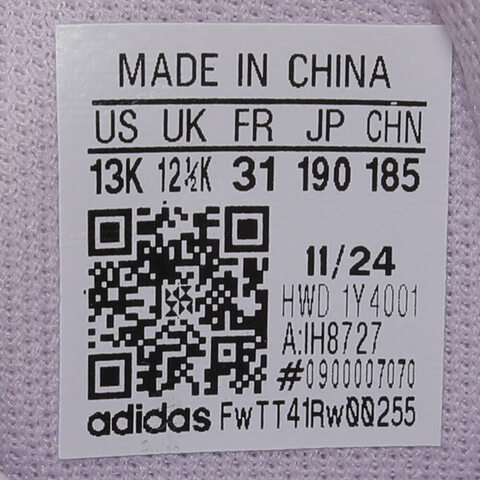 MADE IN CHINA
US UK FR JP CHN
13K 12½K 31 190 185
11/24
HWD 1Y4001
A:IH8727
#0900007070
adidas FwTT41Rw00255